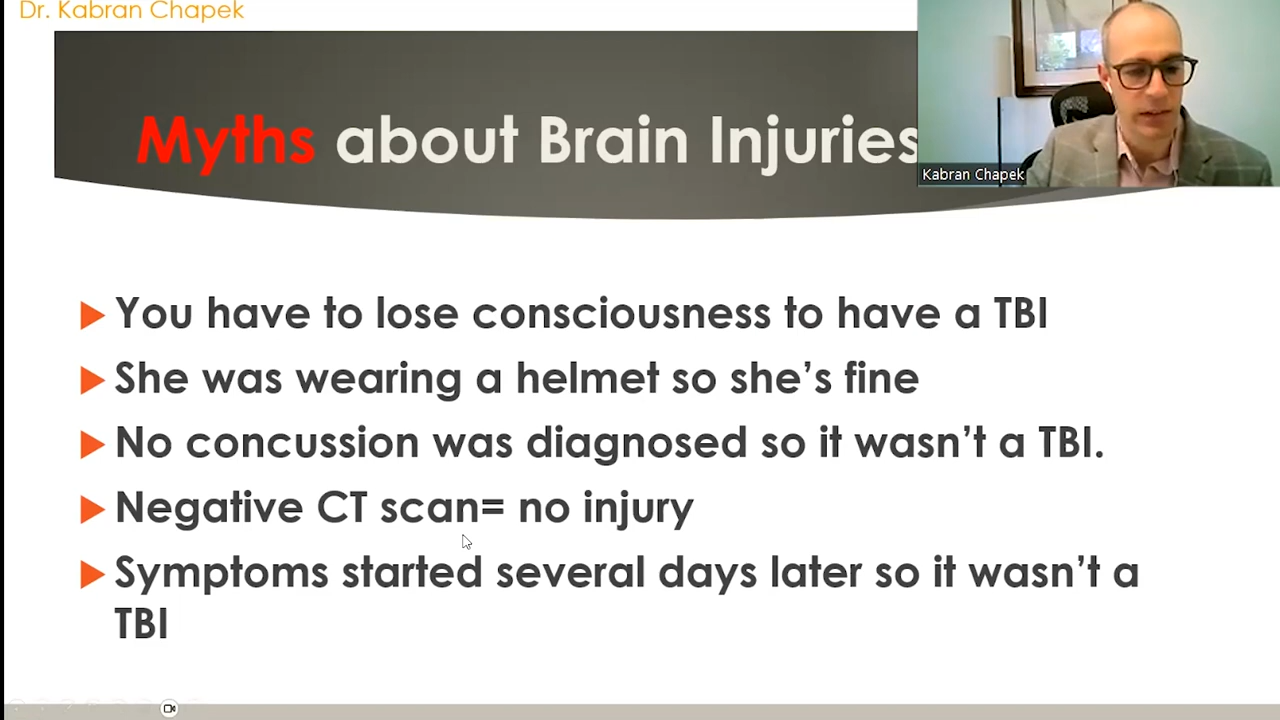 Dr. Kabran Chapek
Myths about Brain Injuries
Kabran Chapek
You have to lose consciousness to have a TBI
She was wearing a helmet so she’s fine
No concussion was diagnosed so it wasn’t a TBI.
Negative CT scan= no injury
Symptoms started several days later so it wasn’t a
TBI